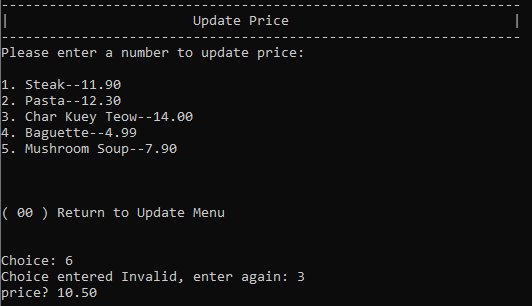 --------------------------------------------------------------------
|                        Update Price                             |
--------------------------------------------------------------------
Please enter a number to update price:
1. Steak--11.90
2. Pasta--12.30
3. Char Kuey Teow--14.00
4. Baguette--4.99
5. Mushroom Soup--7.90
( 00 ) Return to Update Menu
Choice: 6
Choice entered Invalid, enter again: 3
price? 10.50